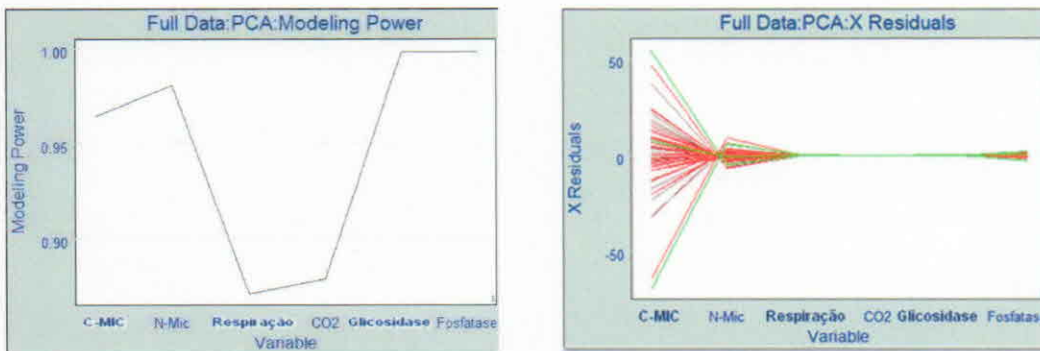 Full Data:PCA:Modeling Power
1.00
0.95
0.90
Modeling Power
C-MIC N-Mic Respiração CO2 Glicosidase Fosfatase
Variable
Full Data:PCA:X Residuals
50
0
-50
X Residuals
C-MIC N-Mic Respiração CO2 Glicosidase Fosfatase
Variable